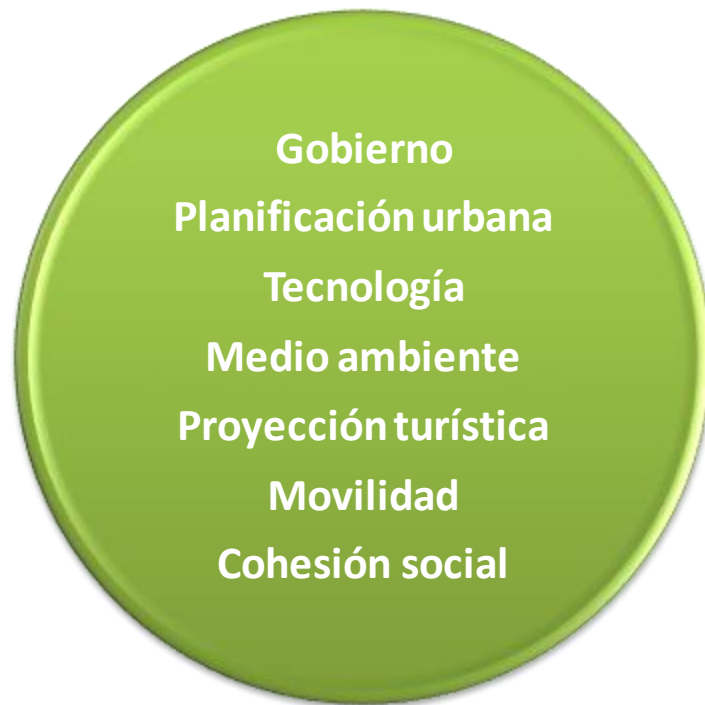 Gobierno
Planificación urbana
Tecnología
Medio ambiente
Proyección turística
Movilidad
Cohesión social